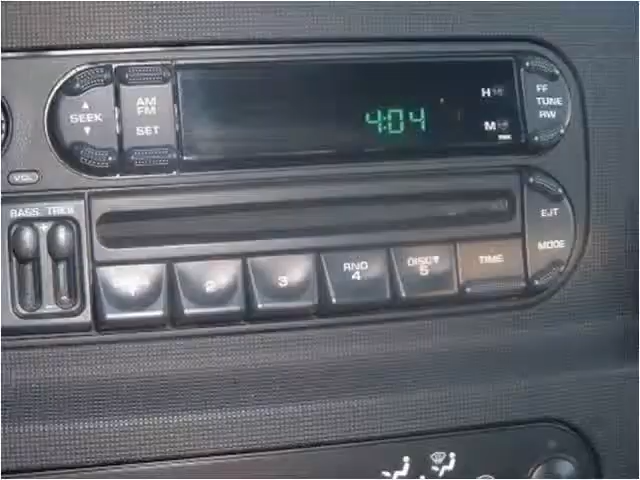 AM
FM
SEEK
SET
4:04
H
M
FF
TUNE
RW
VOL
BASS TREB
EJT
MODE
1
2
3
RND
4
DISC▼
5
TIME